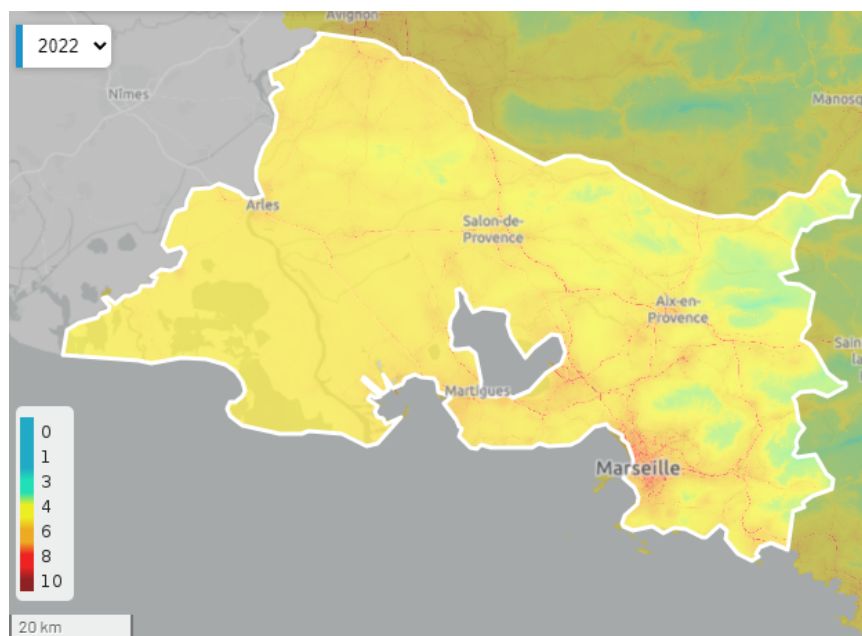 Avignon
2022
Nîmes
Manosq
Arles
Salon-de-
Provence
Aix-en-
Provence
Martigues
Marseille
0
1
3
4
6
8
10
20 km